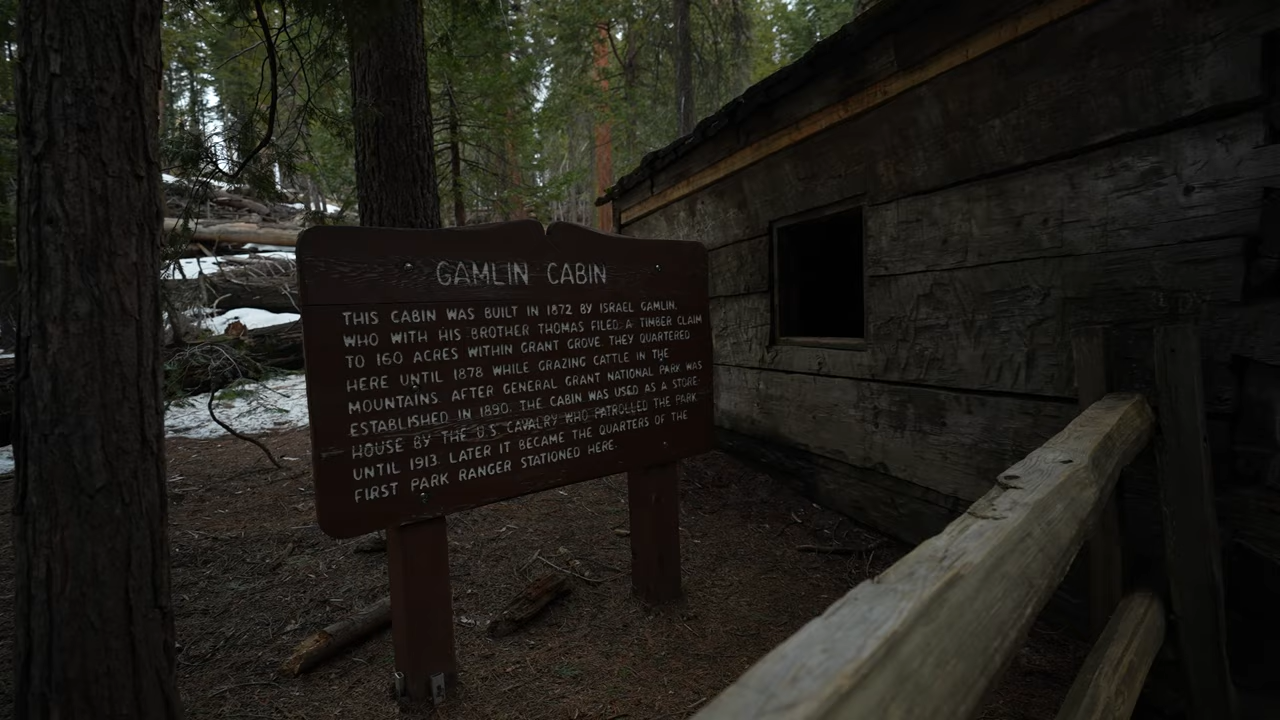 GAMLIN CABIN
THIS CABIN WAS BUILT IN 1872 BY ISRAEL GAMLIN,
WHO WITH HIS BROTHER THOMAS FILED A TIMBER CLAIM
TO 160 ACRES WITHIN GRANT GROVE. THEY QUARTERED
HERE UNTIL 1878 WHILE GRAZING CATTLE IN THE
MOUNTAINS. AFTER GENERAL GRANT NATIONAL PARK WAS
ESTABLISHED IN 1890, THE CABIN WAS USED AS A STORE-
HOUSE BY THE U.S. CAVALRY WHO PATROLLED THE PARK
UNTIL 1913. LATER IT BECAME THE QUARTERS OF THE
FIRST PARK RANGER STATIONED HERE.